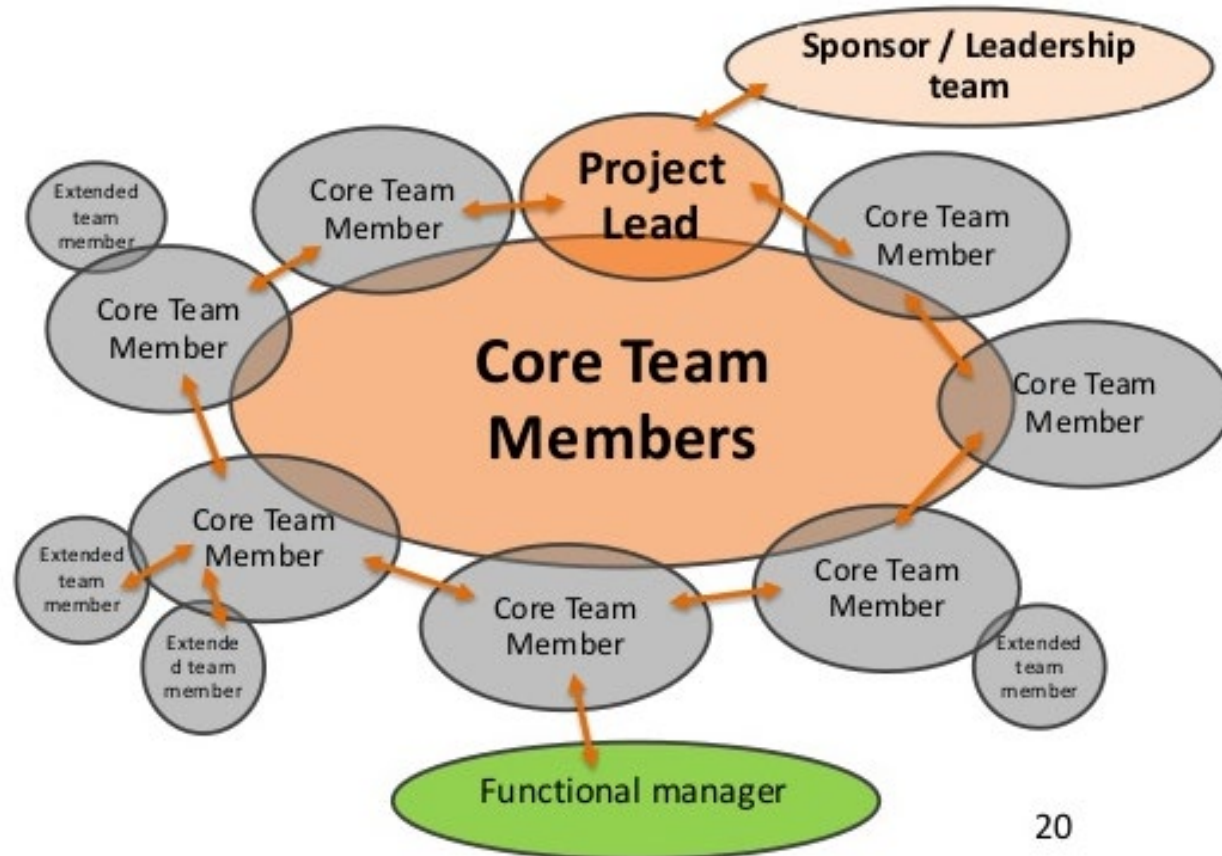 Sponsor / Leadership
team
Project
Lead
Core Team
Member
Extended
team
member
Core Team
Member
Core Team
Member
Core Team
Member
Core Team
Members
Core Team
Member
Extended
team
member
Extende
d team
member
Core Team
Member
Core Team
Member
Extended
team
member
Functional manager
20